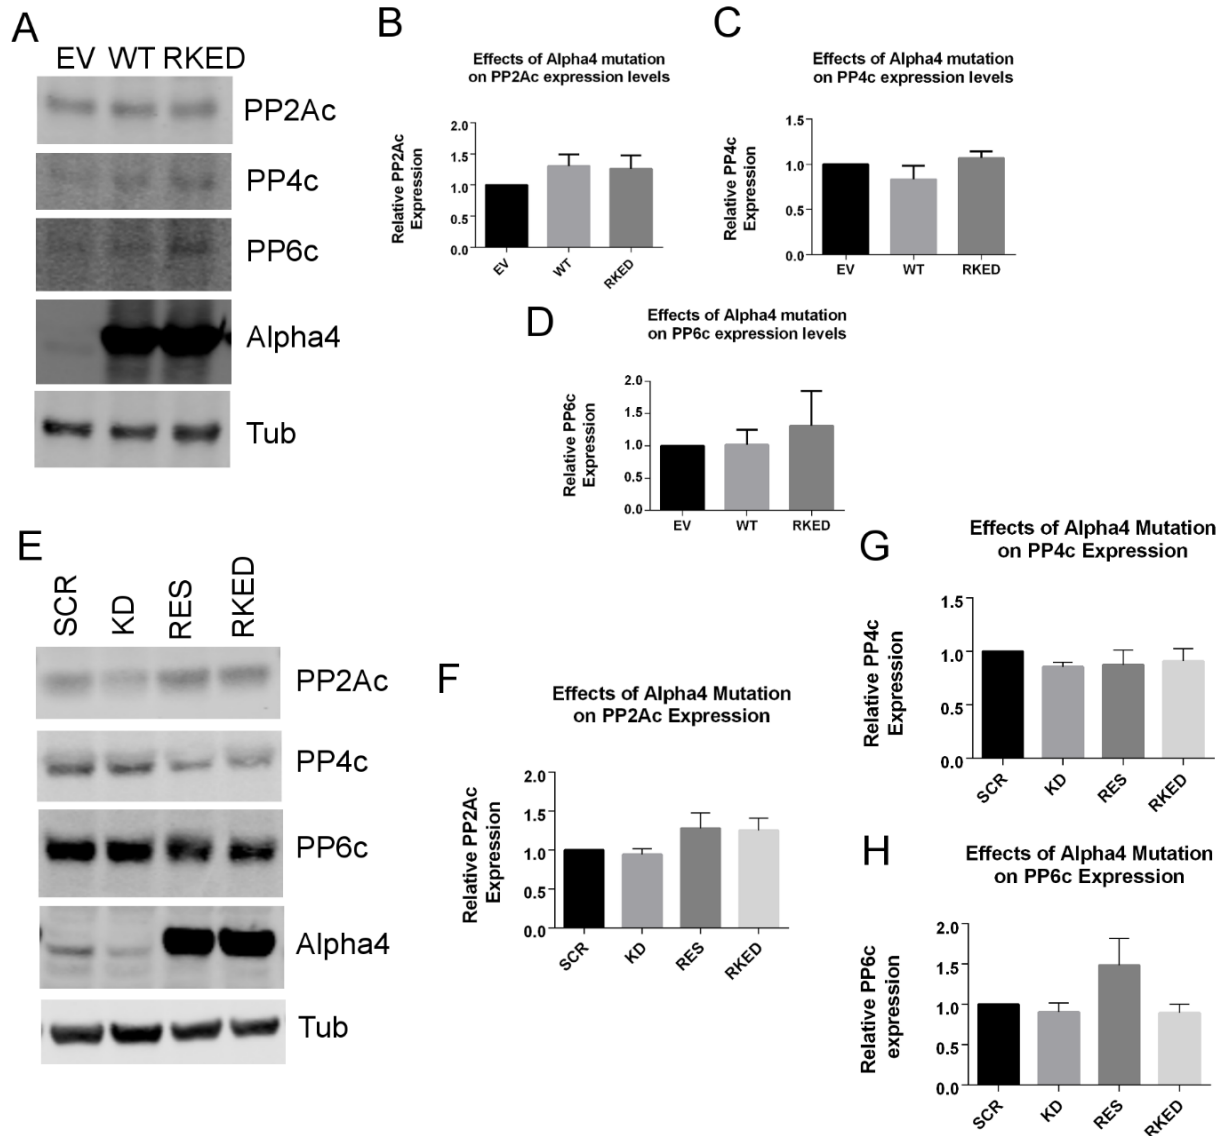 A
EV WT RKED
PP2Ac
PP4c
PP6c
Alpha4
Tub
B
Effects of Alpha4 mutation
on PP2Ac expression levels
Relative PP2Ac
Expression
2.0
1.5
1.0
0.5
0.0
EV WT RKED
C
Effects of Alpha4 mutation
on PP4c expression levels
Relative PP4c
Expression
1.5
1.0
0.5
0.0
EV WT RKED
D
Effects of Alpha4 mutation
on PP6c expression levels
Relative PP6c
Expression
2.0
1.5
1.0
0.5
0.0
EV WT RKED
E
SCR KD RES RKED
PP2Ac
PP4c
PP6c
Alpha4
Tub
F
Effects of Alpha4 Mutation
on PP2Ac Expression
Relative PP2Ac
Expression
2.0
1.5
1.0
0.5
0.0
SCR KD RES RKED
G
Effects of Alpha4 Mutation
on PP4c Expression
Relative PP4c
Expression
1.5
1.0
0.5
0.0
SCR KD RES RKED
H
Effects of Alpha4 Mutation
on PP6c Expression
Relative PP6c
expression
2.0
1.5
1.0
0.5
0.0
SCR KD RES RKED